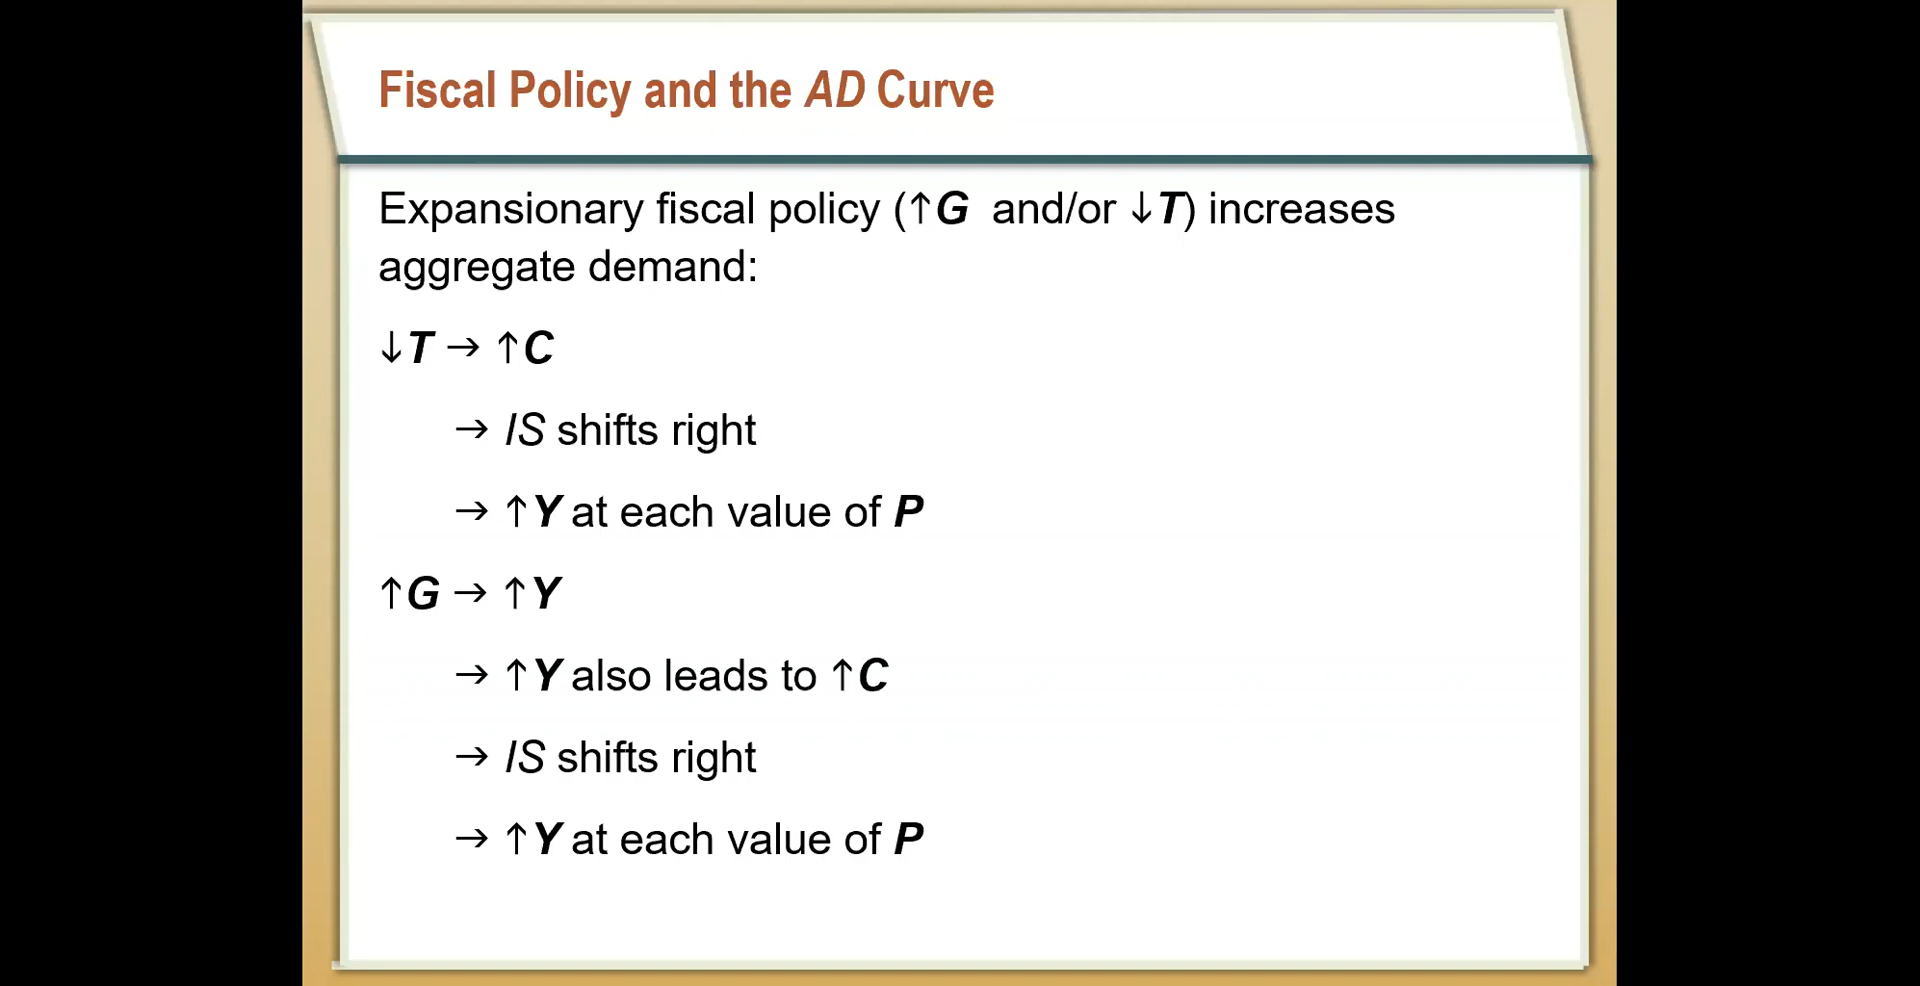 Fiscal Policy and the AD Curve
Expansionary fiscal policy (↑G and/or ↓T) increases
aggregate demand:
↓T → ↑C
→ IS shifts right
→ ↑Y at each value of P
↑G → ↑Y
→ ↑Y also leads to ↑C
→ IS shifts right
→ ↑Y at each value of P